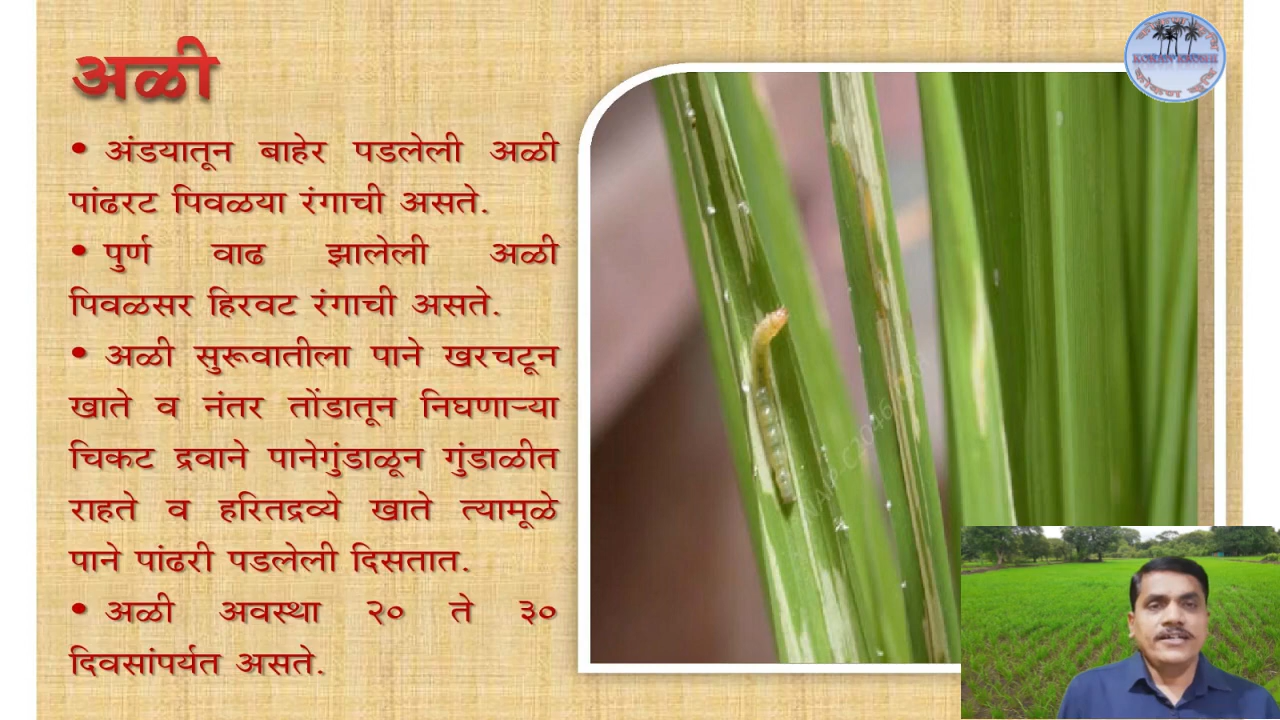 अळी
• अंडयातून बाहेर पडलेली अळी
पांढरट पिवळया रंगाची असते.
• पुर्ण वाढ झालेली अळी
पिवळसर हिरवट रंगाची असते.
• अळी सुरूवातीला पाने खरचटून
खाते व नंतर तोंडातून निघणाऱ्या
चिकट द्रवाने पानेगुंडाळून गुंडाळीत
राहते व हरितद्रव्ये खाते त्यामूळे
पाने पांढरी पडलेली दिसतात.
• अळी अवस्था २० ते ३०
दिवसांपर्यत असते.